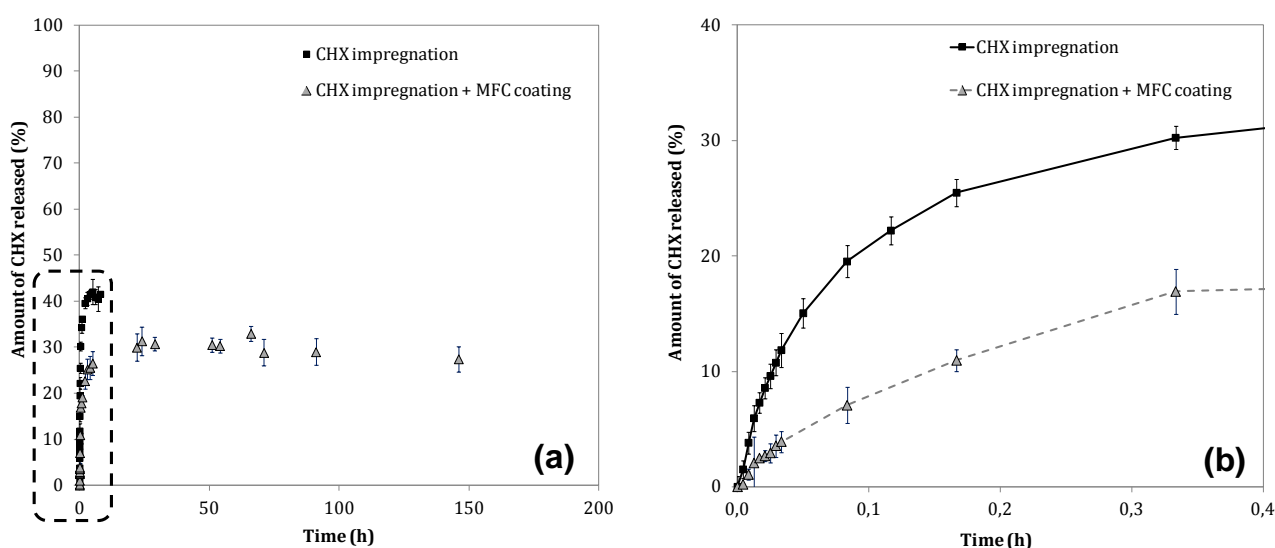 100
90
80
70
60
50
40
30
20
10
0
Amount of CHX released (%)
CHX impregnation
CHX impregnation + MFC coating
(a)
0
50
100
150
200
Time (h)
40
30
20
10
0
Amount of CHX released (%)
CHX impregnation
CHX impregnation + MFC coating
(b)
0,0
0,1
0,2
0,3
0,4
Time (h)